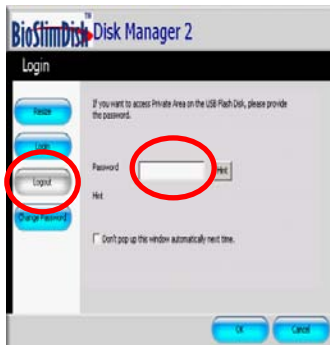 BioSlimDisk™ Disk Manager 2
Login
If you want to access Private Area on the USB Flash Disk, please provide
the password.
Resize
Login
Password
Hint
Logout
Hint
Change Password
Don't pop up this window automatically next time.
OK
Cancel